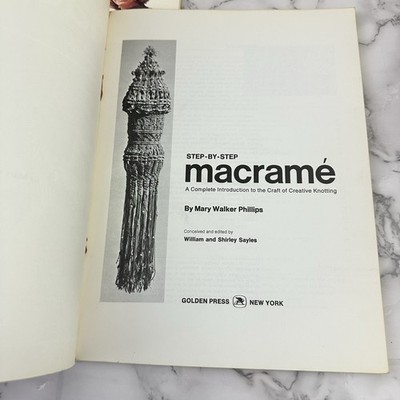 STEP-BY-STEP
macramé
A Complete Introduction to the Craft of Creative Knotting
By Mary Walker Phillips
Conceived and edited by
William and Shirley Sayles
GOLDEN PRESS NEW YORK